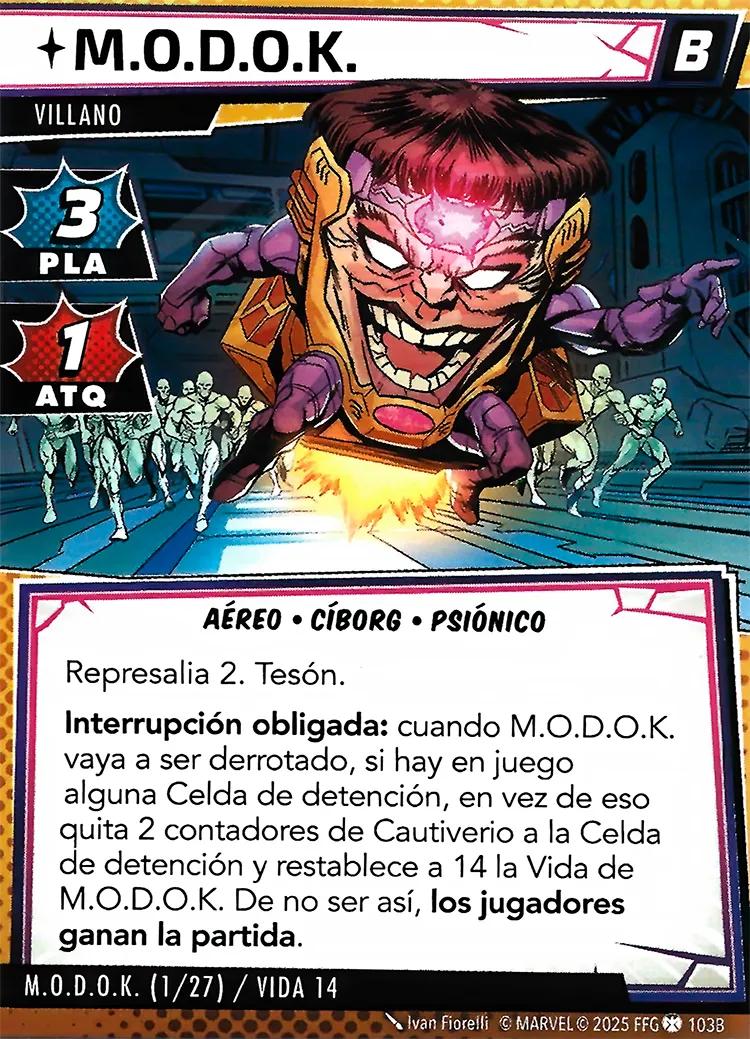 M.O.D.O.K.
B
VILLANO
3
PLA
1
ATQ
AÉREO • CÍBORG • PSIÓNICO
Represalia 2. Tesón.
Interrupción obligada: cuando M.O.D.O.K.
vaya a ser derrotado, si hay en juego
alguna Celda de detención, en vez de eso
quita 2 contadores de Cautiverio a la Celda
de detención y restablece a 14 la Vida de
M.O.D.O.K. De no ser así, los jugadores
ganan la partida.
M.O.D.O.K. (1/27) / VIDA 14
Ivan Fiorelli © MARVEL © 2025 FFG 103B